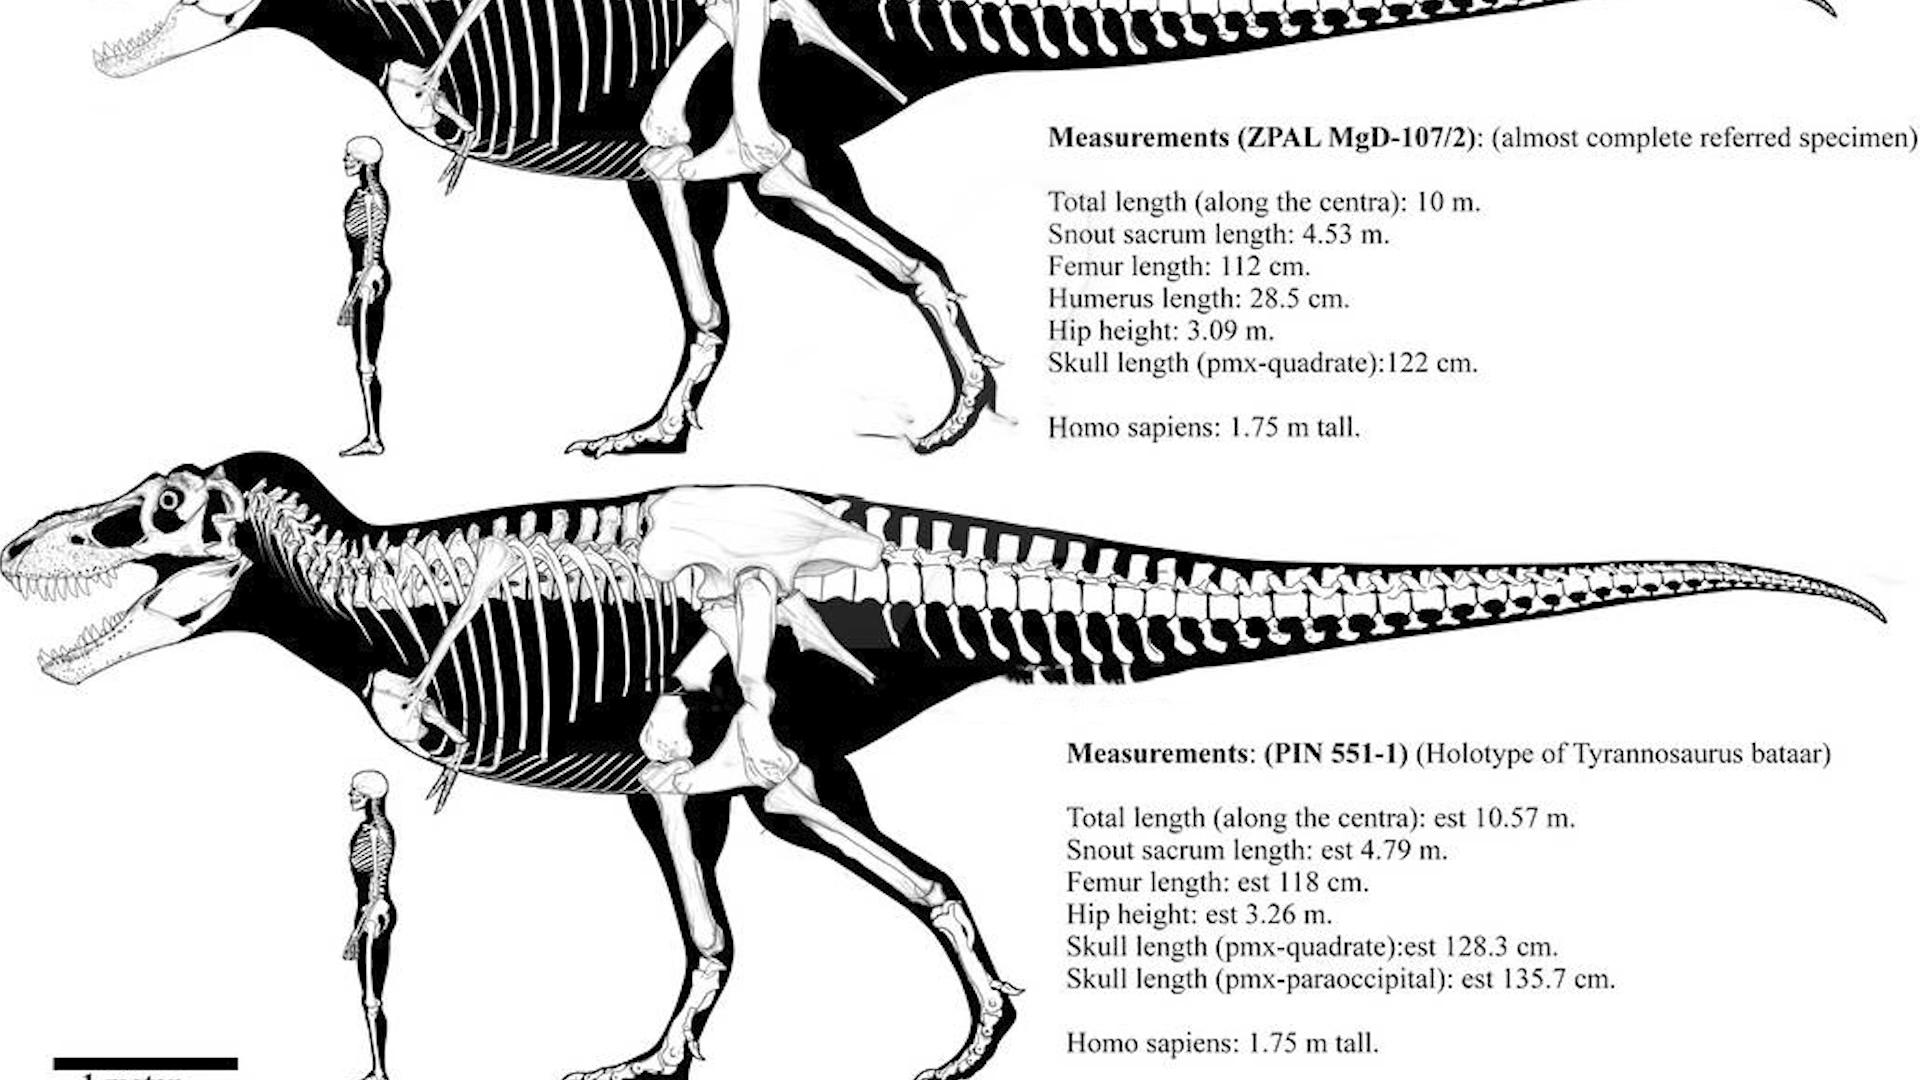 Measurements (ZPAL MgD-107/2): (almost complete referred specimen)
Total length (along the centra): 10 m.
Snout sacrum length: 4.53 m.
Femur length: 112 cm.
Humerus length: 28.5 cm.
Hip height: 3.09 m.
Skull length (pmx-quadrate):122 cm.
Homo sapiens: 1.75 m tall.
Measurements: (PIN 551-1) (Holotype of Tyrannosaurus bataar)
Total length (along the centra): est 10.57 m.
Snout sacrum length: est 4.79 m.
Femur length: est 118 cm.
Hip height: est 3.26 m.
Skull length (pmx-quadrate):est 128.3 cm.
Skull length (pmx-paraoccipital): est 135.7 cm.
Homo sapiens: 1.75 m tall.